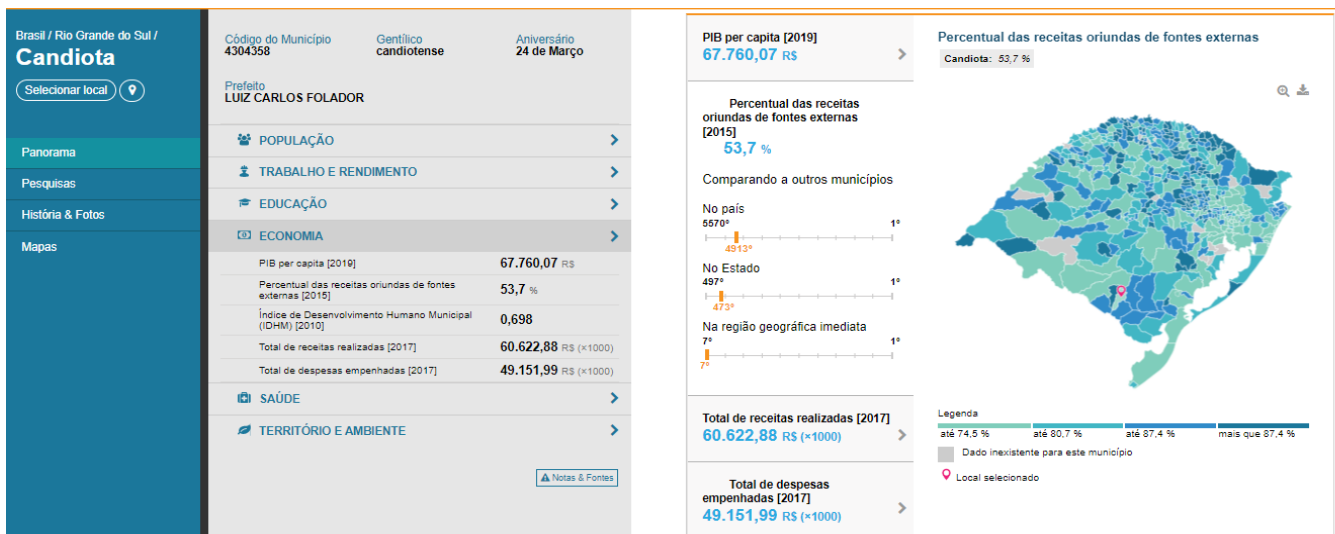 Brasil / Rio Grande do Sul /
Candiota
Selecionar local
Panorama
Pesquisas
História & Fotos
Mapas
Código do Município
4304358
Gentílico
candiotense
Aniversário
24 de Março
Prefeito
LUIZ CARLOS FOLADOR
POPULAÇÃO
TRABALHO E RENDIMENTO
EDUCAÇÃO
ECONOMIA
PIB per capita [2019] 67.760,07 R$
Percentual das receitas oriundas de fontes
externas [2015] 53,7 %
Índice de Desenvolvimento Humano Municipal
(IDHM) [2010] 0,698
Total de receitas realizadas [2017] 60.622,88 R$ (×1000)
Total de despesas empenhadas [2017] 49.151,99 R$ (×1000)
SAÚDE
TERRITÓRIO E AMBIENTE
Notas & Fontes
PIB per capita [2019]
67.760,07 R$
Percentual das receitas
oriundas de fontes externas
[2015]
53,7 %
Comparando a outros municípios
No país
5570º 1º
4913º
No Estado
497º 1º
473º
Na região geográfica imediata
7º 1º
7º
Total de receitas realizadas [2017]
60.622,88 R$ (×1000)
Total de despesas
empenhadas [2017]
49.151,99 R$ (×1000)
Percentual das receitas oriundas de fontes externas
Candiota: 53,7 %
Legenda
até 74,5 % até 80,7 % até 87,4 % mais que 87,4 %
Dado inexistente para este município
Local selecionado